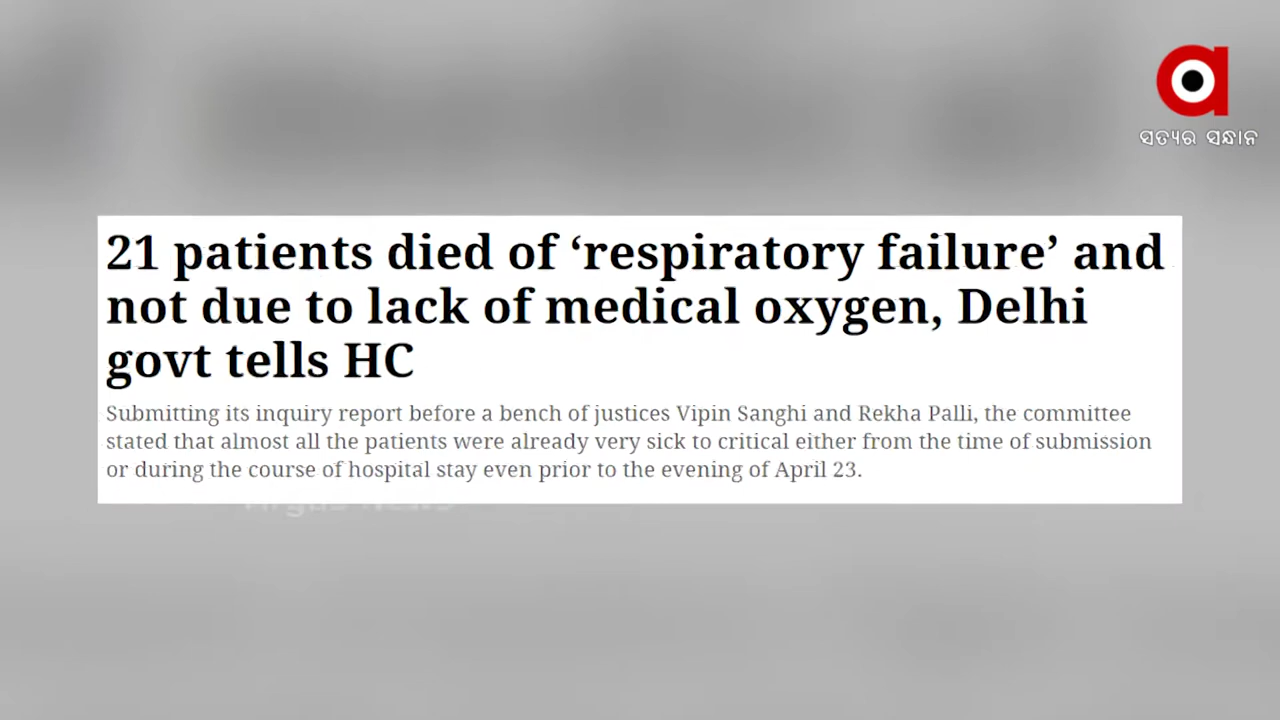 ସତ୍ୟର ସନ୍ଧାନ
21 patients died of ‘respiratory failure’ and
not due to lack of medical oxygen, Delhi
govt tells HC
Submitting its inquiry report before a bench of justices Vipin Sanghi and Rekha Palli, the committee
stated that almost all the patients were already very sick to critical either from the time of submission
or during the course of hospital stay even prior to the evening of April 23.
Argus News